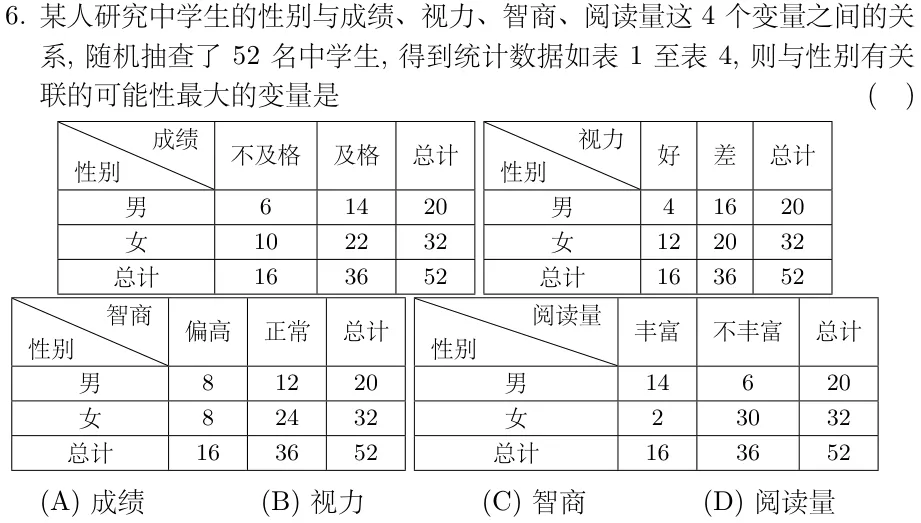 6. 某人研究中学生的性别与成绩、视力、智商、阅读量这 4 个变量之间的关
系, 随机抽查了 52 名中学生, 得到统计数据如表 1 至表 4, 则与性别有关
联的可能性最大的变量是 ( )
成绩 性别 不及格 及格 总计 视力 性别 好 差 总计
男 6 14 20 男 4 16 20
女 10 22 32 女 12 20 32
总计 16 36 52 总计 16 36 52
智商 性别 偏高 正常 总计 阅读量 性别 丰富 不丰富 总计
男 8 12 20 男 14 6 20
女 8 24 32 女 2 30 32
总计 16 36 52 总计 16 36 52
(A) 成绩 (B) 视力 (C) 智商 (D) 阅读量